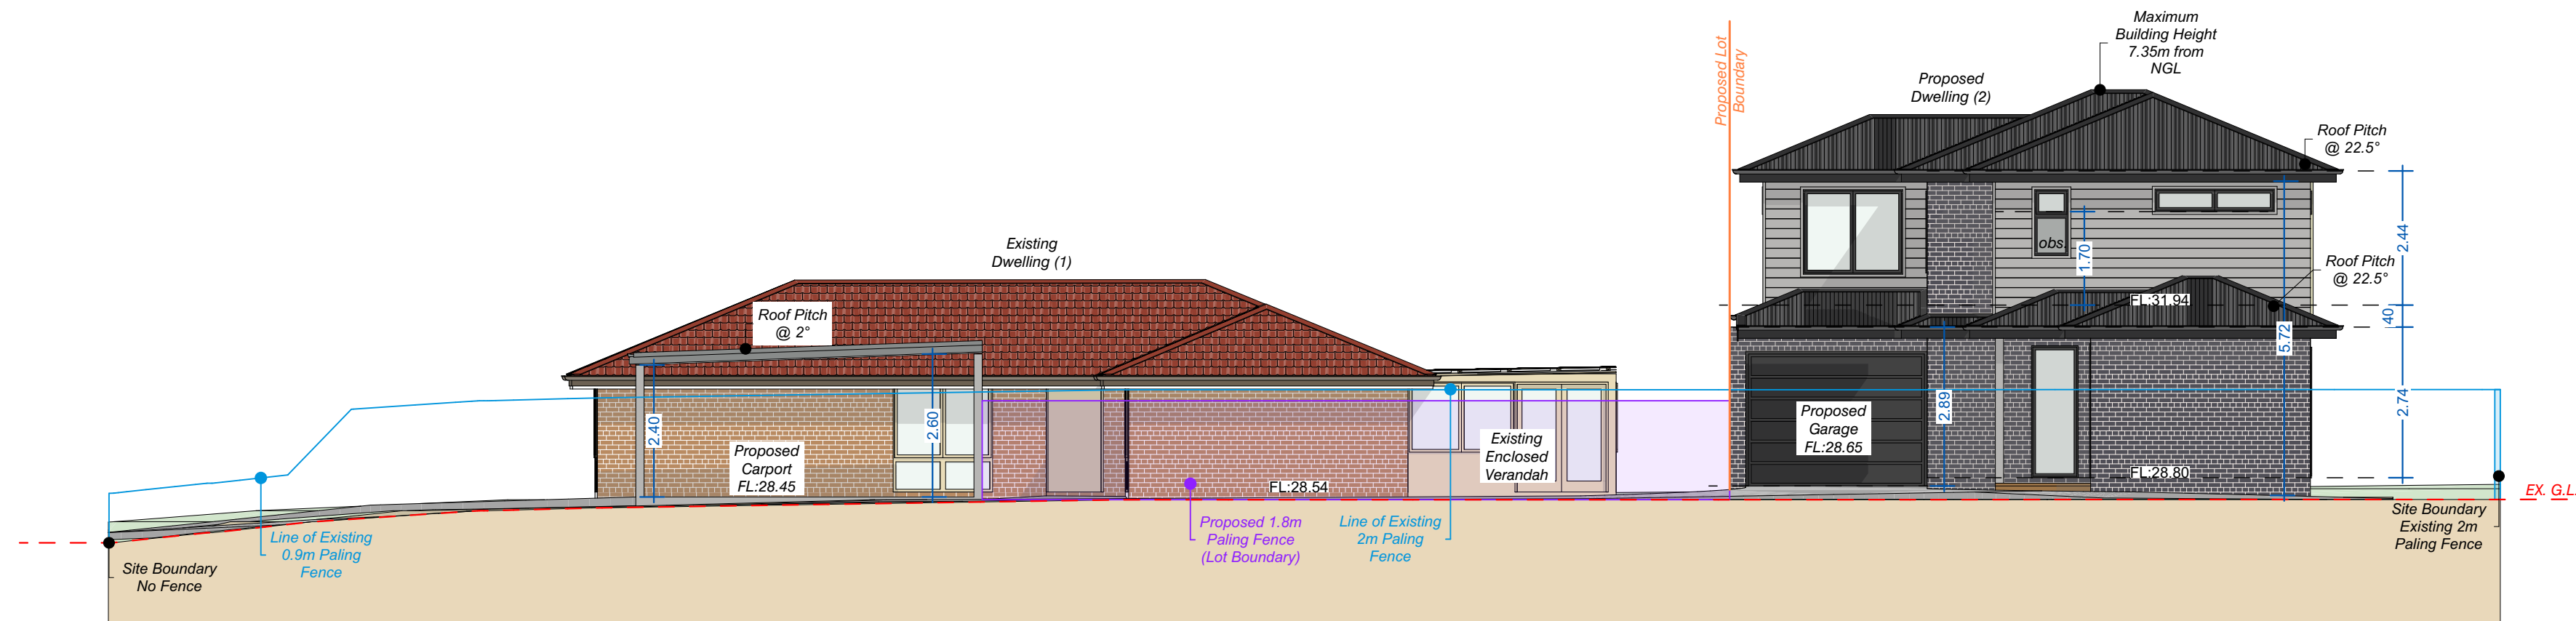 Maximum
Building Height
7.35m from
NGL
Proposed Lot
Boundary
Proposed
Dwelling (2)
Roof Pitch
@ 22.5°
Existing
Dwelling (1)
obs.
1.70
2.44
Roof Pitch
@ 22.5°
FL:31.94
40
Roof Pitch
@ 2°
5.72
2.40
2.60
2.89
2.74
Proposed
Carport
FL:28.45
Existing
Enclosed
Verandah
Proposed
Garage
FL:28.65
FL:28.80
FL:28.54
EX. G.L.
Line of Existing
0.9m Paling
Fence
Proposed 1.8m
Paling Fence
(Lot Boundary)
Line of Existing
2m Paling
Fence
Site Boundary
Existing 2m
Paling Fence
Site Boundary
No Fence